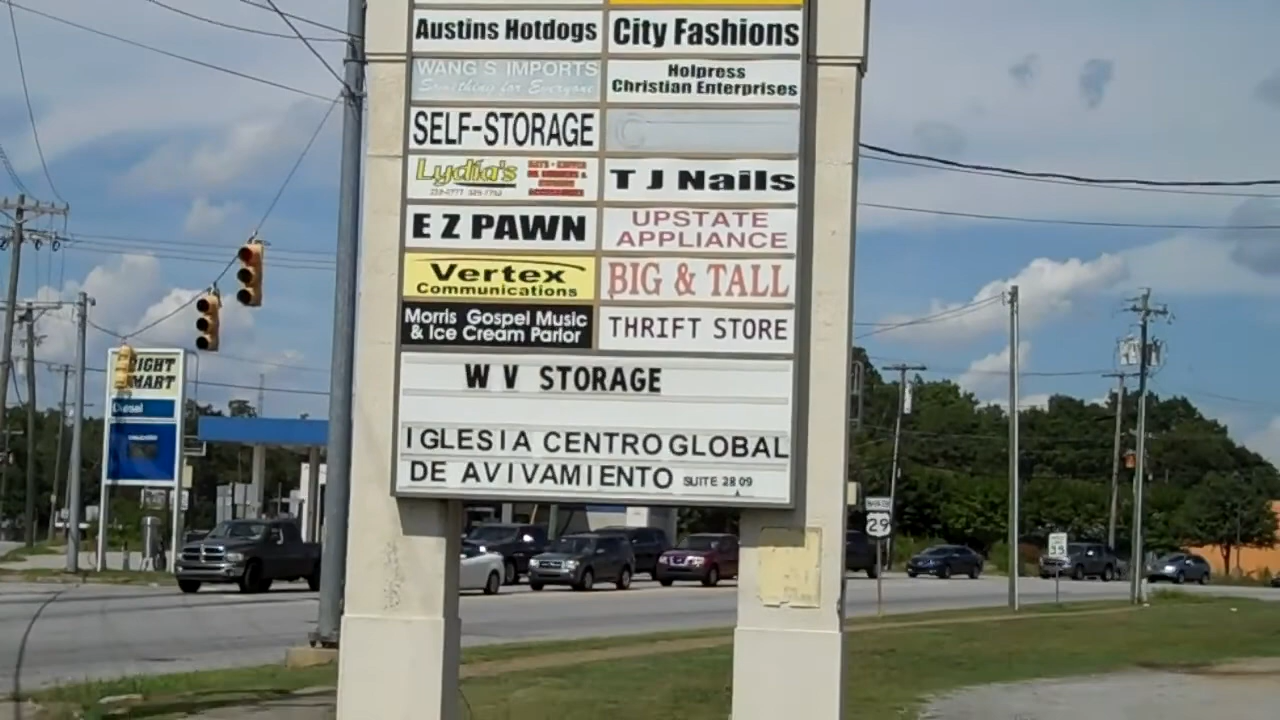 Austins Hotdogs
City Fashions
WANG S IMPORTS
Something for Everyone
Holpress
Christian Enterprises
SELF-STORAGE
Lydia's
T J Nails
E Z PAWN
UPSTATE
APPLIANCE
Vertex
Communications
BIG & TALL
Morris Gospel Music
& Ice Cream Parlor
THRIFT STORE
W V STORAGE
IGLESIA CENTRO GLOBAL
DE AVIVAMIENTO SUITE 2809
Diesel
29
35